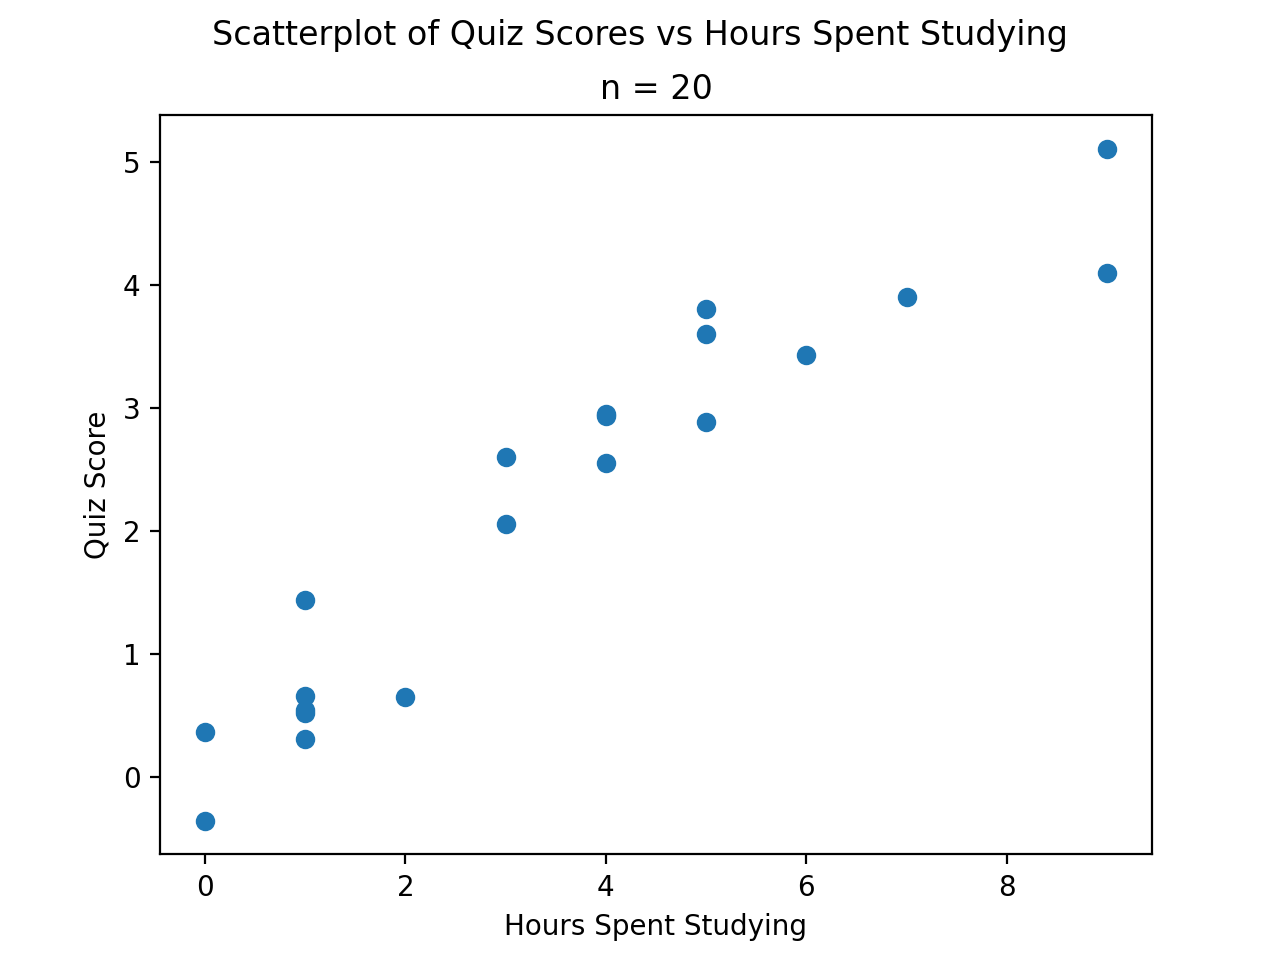 Scatterplot of Quiz Scores vs Hours Spent Studying
n = 20
5
4
3
2
1
0
Quiz Score
0 2 4 6 8
Hours Spent Studying